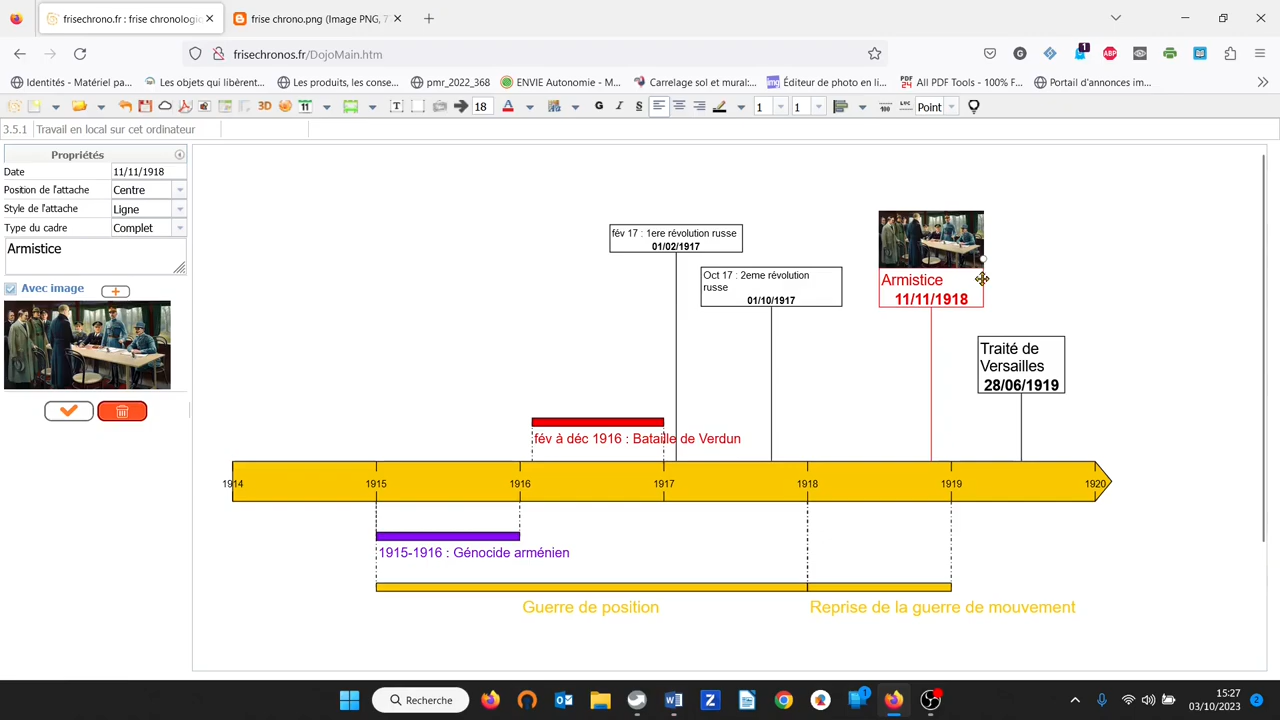 frisechrono.fr : frise chronologic
frise chrono.png (Image PNG, 7
frisechronos.fr/DojoMain.htm
Identités - Matériel pa...
Les objets qui libèrent...
Les produits, les conse...
pmr_2022_368
ENVIE Autonomie - M...
Carrelage sol et mural:...
Éditeur de photo en li...
All PDF Tools - 100% F...
Portail d'annonces im...
3D
11
T
18
A
G
I
S
1
1
Point
3.5.1
Travail en local sur cet ordinateur
Propriétés
Date
11/11/1918
Position de l'attache
Centre
Style de l'attache
Ligne
Type du cadre
Complet
Armistice
Avec image
fév 17 : 1ere révolution russe
01/02/1917
Oct 17 : 2eme révolution
russe
01/10/1917
Armistice
11/11/1918
Traité de
Versailles
28/06/1919
fév à déc 1916 : Bataille de Verdun
1914
1915
1916
1917
1918
1919
1920
1915-1916 : Génocide arménien
Guerre de position
Reprise de la guerre de mouvement
Recherche
15:27
03/10/2023